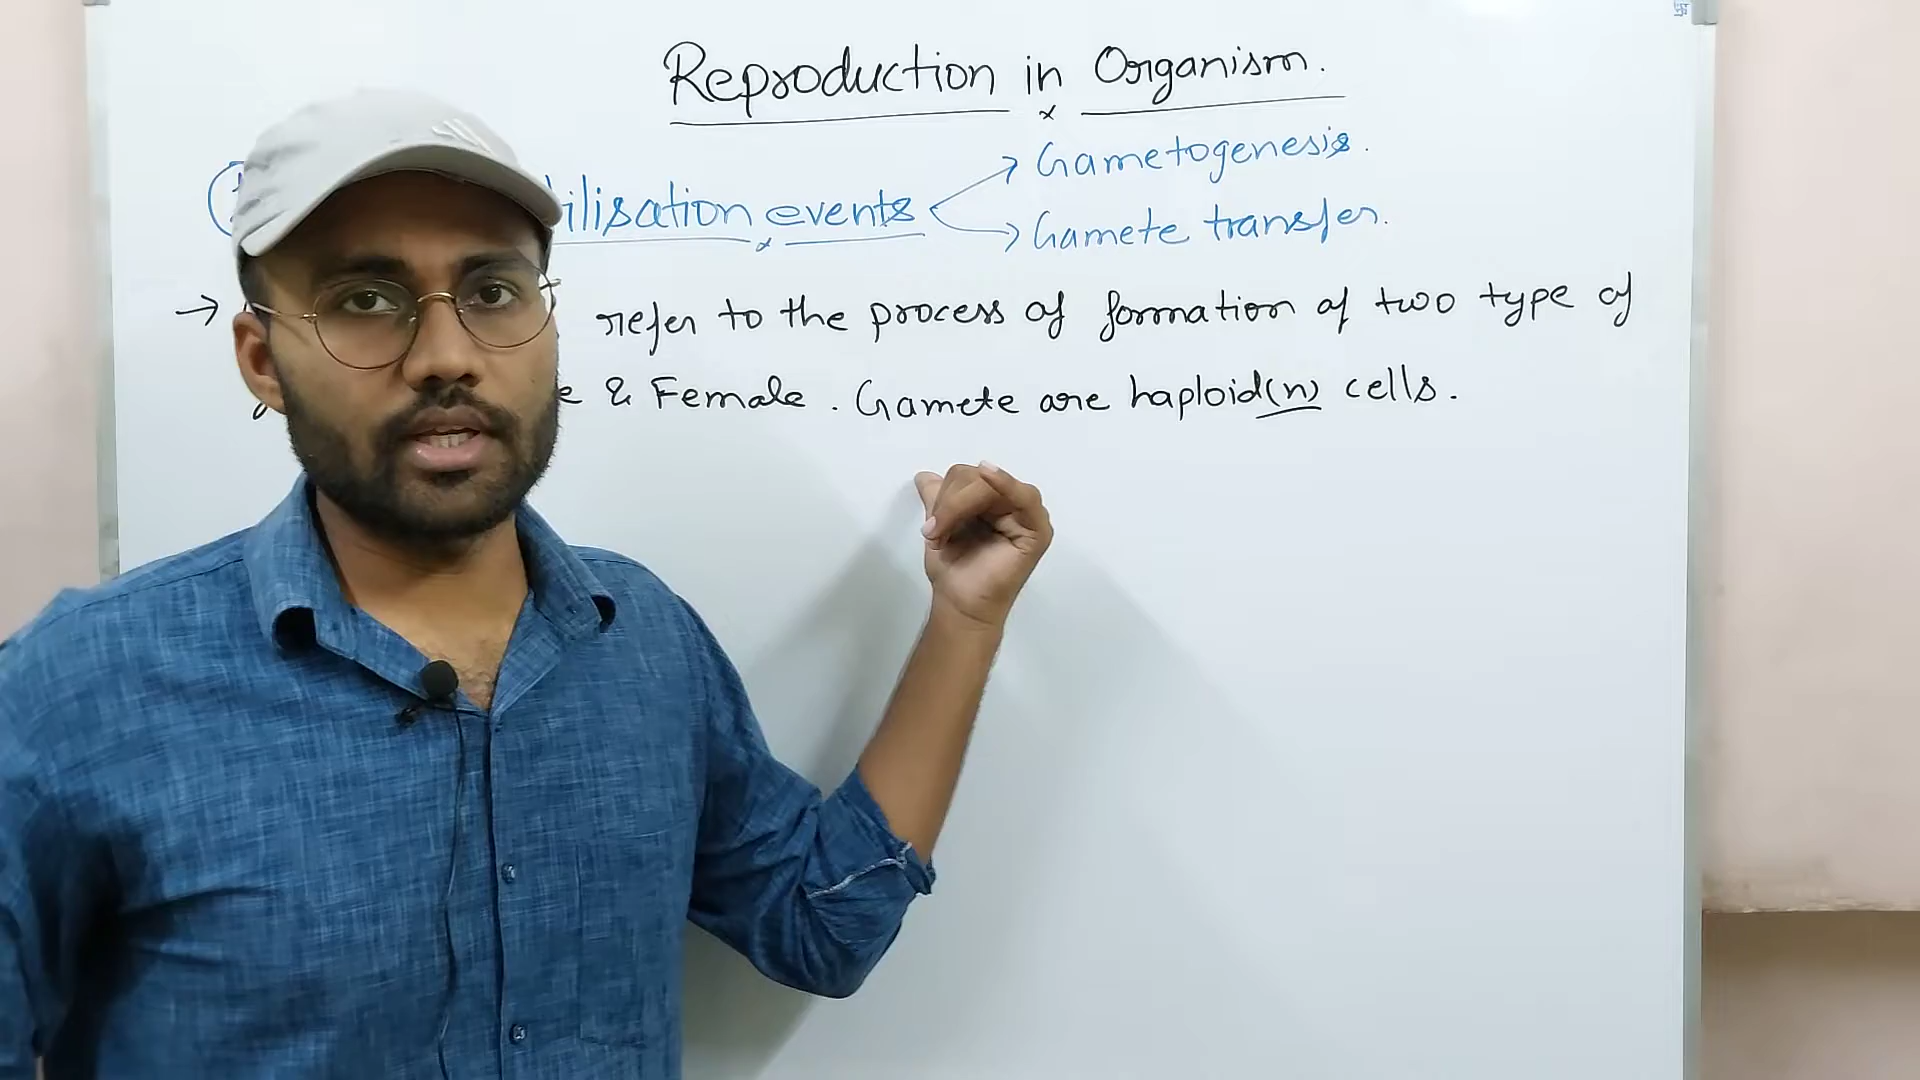 Reproduction in Organism.
ilisation events
Gametogenesis.
Gamete transfer.
→ refer to the process of formation of two type of
e & Female. Gamete are haploid(n) cells.